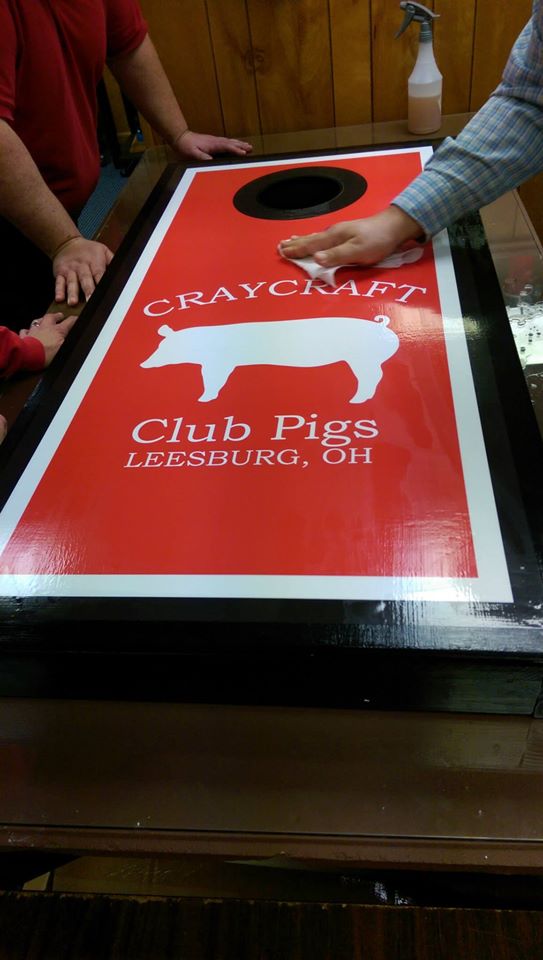 CRAYCRAFT
Club Pigs
LEESBURG, OH